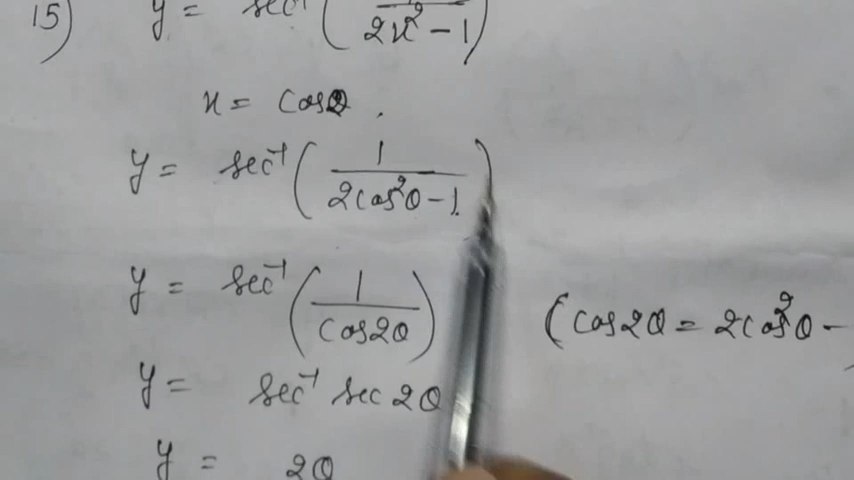 15) y = sec⁻¹ ( / 2x² - 1 )
x = cosθ .
y = sec⁻¹ ( 1 / 2cos²θ - 1 )
y = sec⁻¹ ( 1 / cos2θ ) ( cos2θ = 2cos²θ -
y = sec⁻¹ sec 2θ
y = 2θ